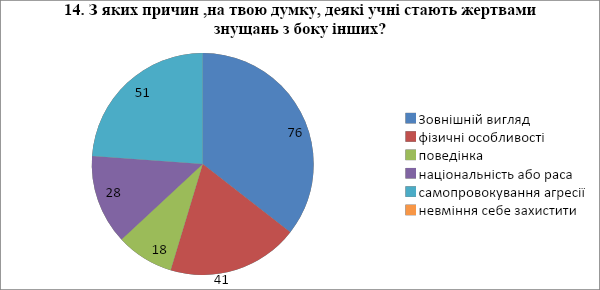 14. З яких причин ,на твою думку, деякі учні стають жертвами
знущань з боку інших?
51
76
28
18
41
Зовнішній вигляд
фізичні особливості
поведінка
національність або раса
самопровокування агресії
невміння себе захистити